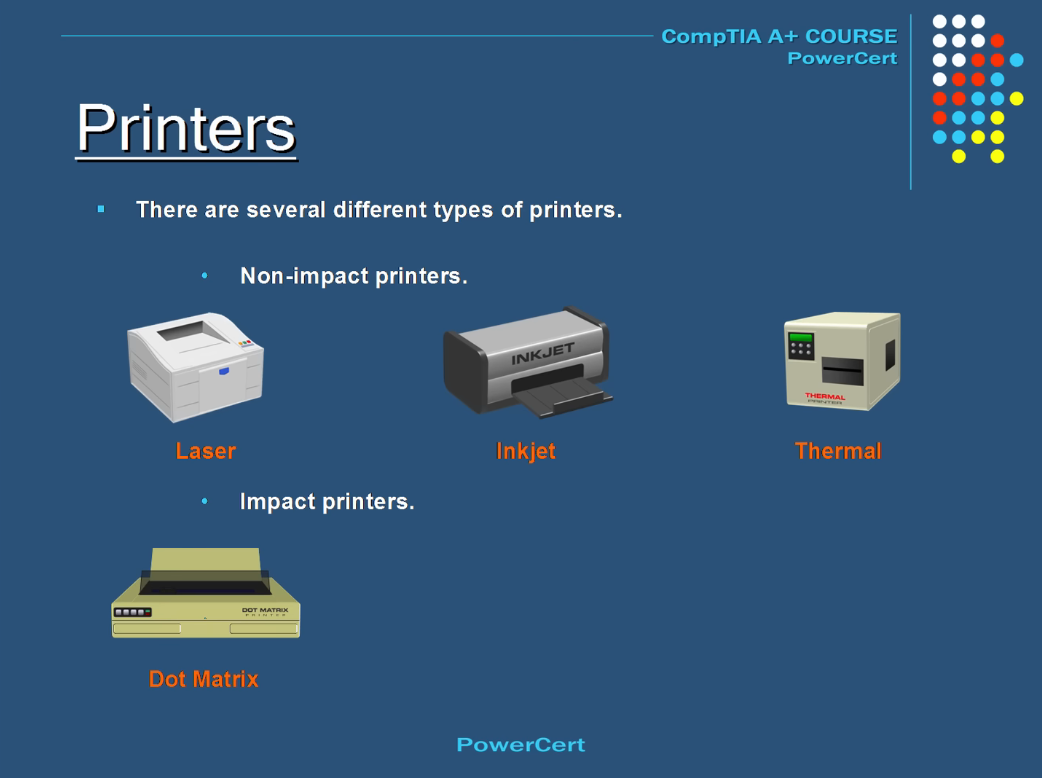 CompTIA A+ COURSE
PowerCert
Printers
There are several different types of printers.
Non-impact printers.
INKJET
THERMAL
PRINTER
Laser
Inkjet
Thermal
Impact printers.
DOT MATRIX
PRINTER
Dot Matrix
PowerCert